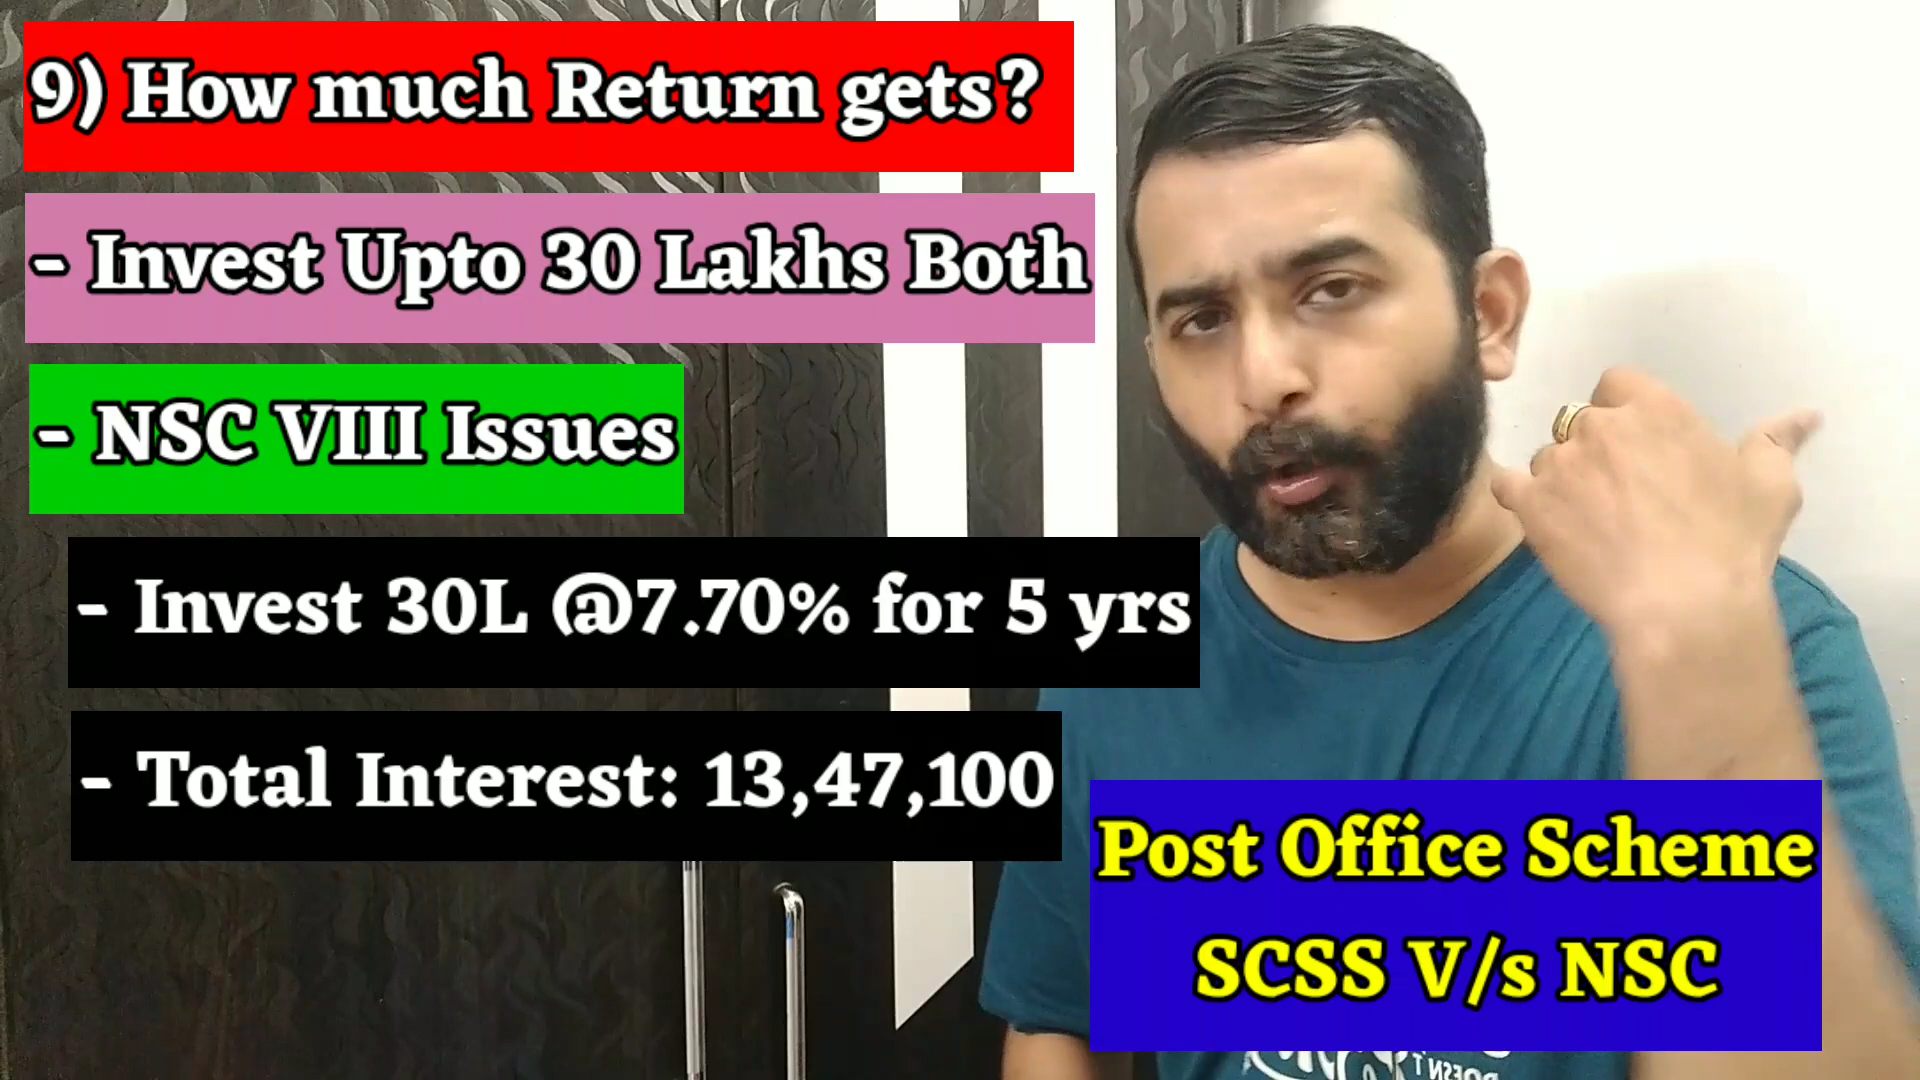 9) How much Return gets?
- Invest Upto 30 Lakhs Both
- NSC VIII Issues
- Invest 30L @7.70% for 5 yrs
- Total Interest: 13,47,100
Post Office Scheme
SCSS V/s NSC